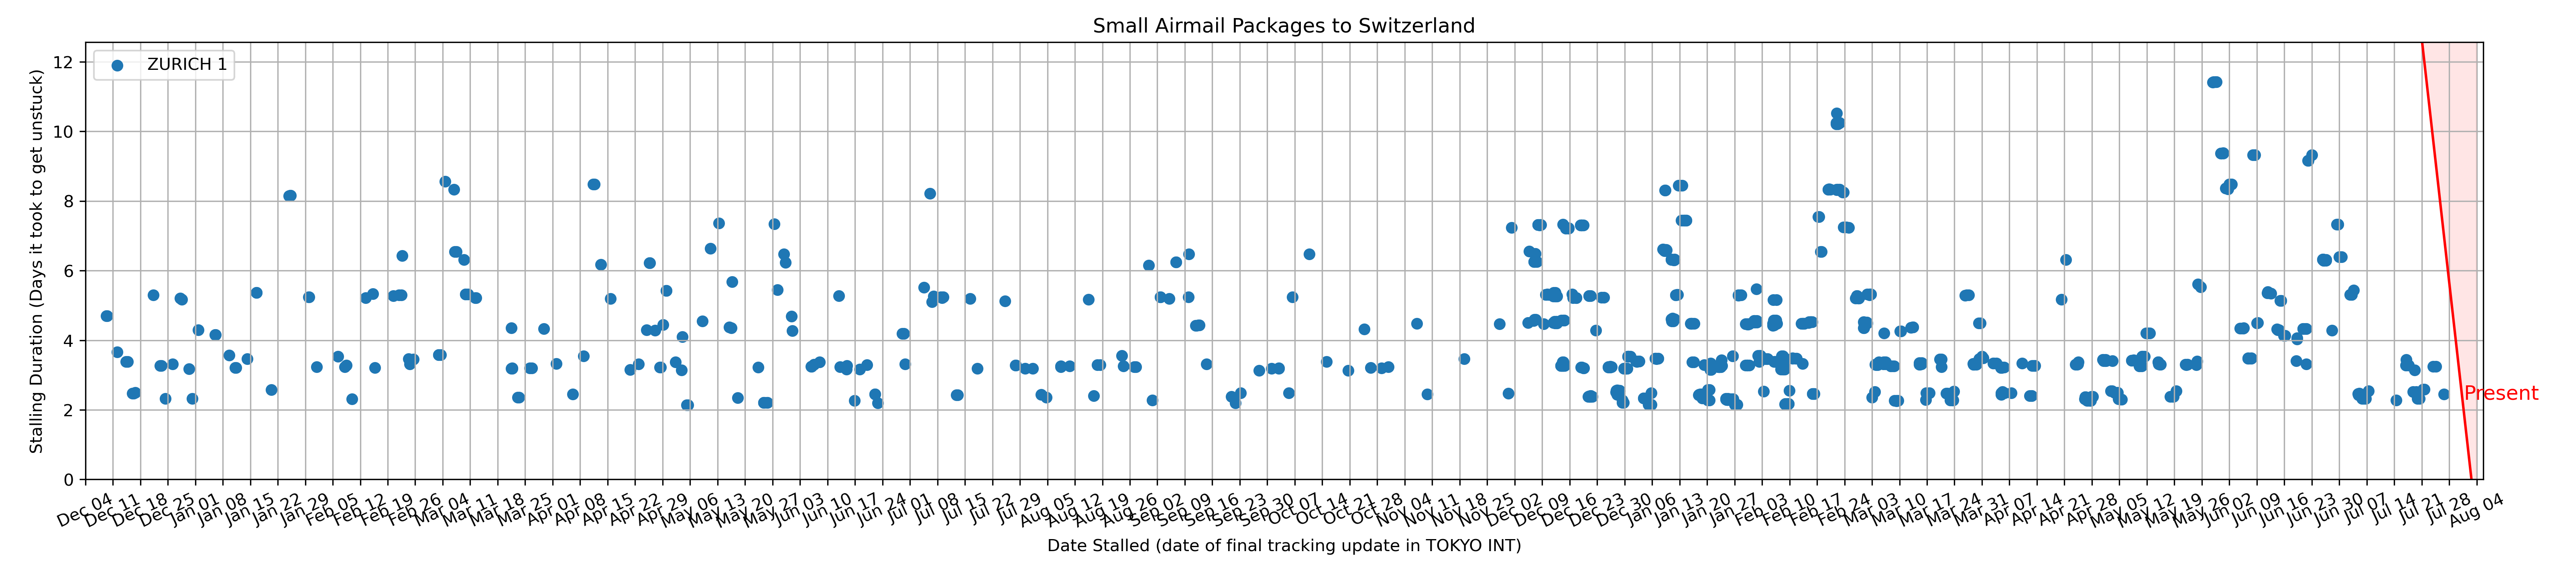 Small Airmail Packages to Switzerland
ZURICH 1
Stalling Duration (Days it took to get unstuck)
12
10
8
6
4
2
0
Present
Dec 04
Dec 11
Dec 18
Dec 25
Jan 01
Jan 08
Jan 15
Jan 22
Jan 29
Feb 05
Feb 12
Feb 19
Feb 26
Mar 04
Mar 11
Mar 18
Mar 25
Apr 01
Apr 08
Apr 15
Apr 22
Apr 29
May 06
May 13
May 20
May 27
Jun 03
Jun 10
Jun 17
Jun 24
Jul 01
Jul 08
Jul 15
Jul 22
Jul 29
Aug 05
Aug 12
Aug 19
Aug 26
Sep 02
Sep 09
Sep 16
Sep 23
Sep 30
Oct 07
Oct 14
Oct 21
Oct 28
Nov 04
Nov 11
Nov 18
Nov 25
Dec 02
Dec 09
Dec 16
Dec 23
Dec 30
Jan 06
Jan 13
Jan 20
Jan 27
Feb 03
Feb 10
Feb 17
Feb 24
Mar 03
Mar 10
Mar 17
Mar 24
Mar 31
Apr 07
Apr 14
Apr 21
Apr 28
May 05
May 12
May 19
May 26
Jun 02
Jun 09
Jun 16
Jun 23
Jun 30
Jul 07
Jul 14
Jul 21
Jul 28
Aug 04
Date Stalled (date of final tracking update in TOKYO INT)